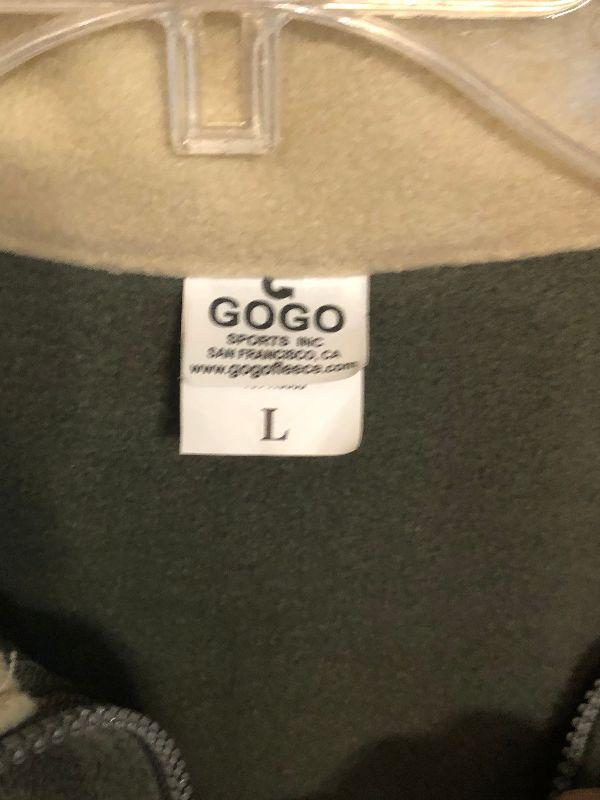 GOGO
SPORTS INC
SAN FRANCISCO, CA
www.gogofleece.com
L